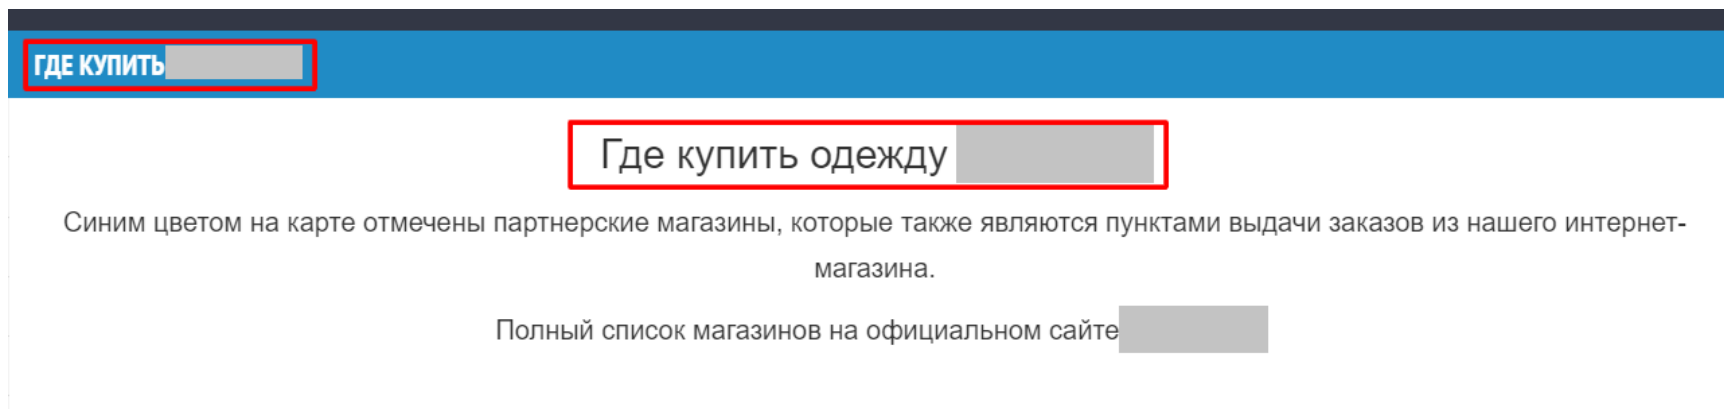 ГДЕ КУПИТЬ
Где купить одежду
Синим цветом на карте отмечены партнерские магазины, которые также являются пунктами выдачи заказов из нашего интернет-
магазина.
Полный список магазинов на официальном сайте